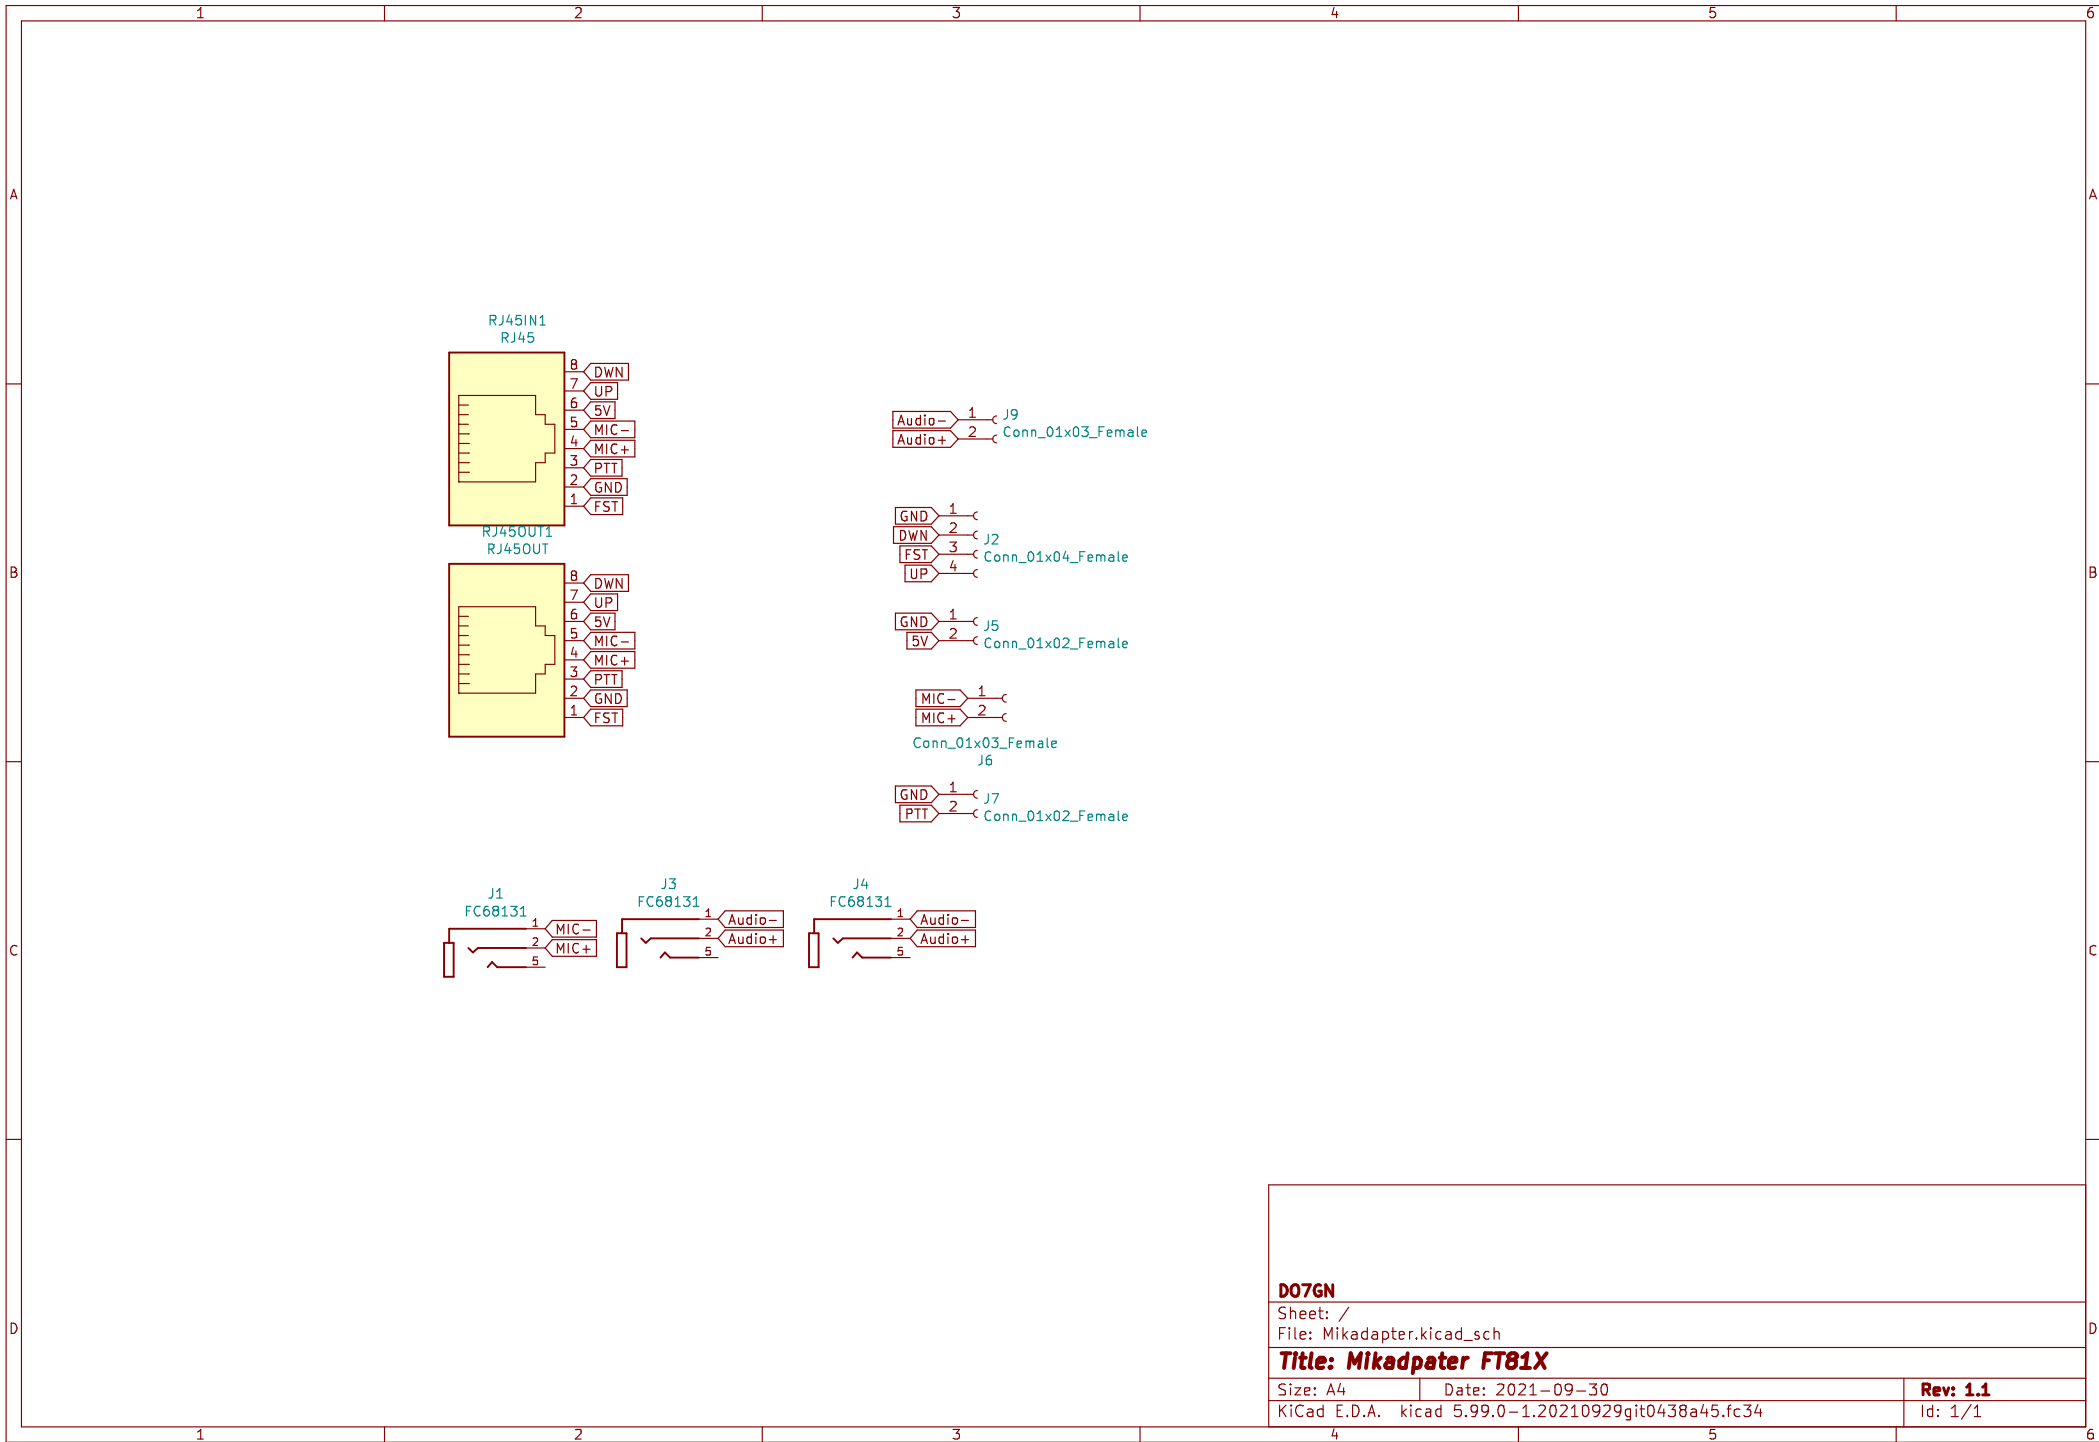 1 2 3 4 5 6
A A
RJ45IN1
RJ45
8 DWN
7 UP
6 5V
5 MIC-
4 MIC+
3 PTT
2 GND
1 FST
RJ45OUT1
RJ45OUT
8 DWN
7 UP
6 5V
5 MIC-
4 MIC+
3 PTT
2 GND
1 FST
Audio- 1 J9
Audio+ 2 Conn_01x03_Female
GND 1
DWN 2 J2
FST 3 Conn_01x04_Female
UP 4
B B
GND 1 J5
5V 2 Conn_01x02_Female
MIC- 1
MIC+ 2
Conn_01x03_Female
J6
GND 1 J7
PTT 2 Conn_01x02_Female
J1
FC68131
1 MIC-
2 MIC+
5
J3
FC68131
1 Audio-
2 Audio+
5
J4
FC68131
1 Audio-
2 Audio+
5
C C
DO7GN
Sheet: /
File: Mikadapter.kicad_sch
Title: Mikadpater FT81X
Size: A4 Date: 2021-09-30 Rev: 1.1
KiCad E.D.A. kicad 5.99.0-1.20210929git0438a45.fc34 Id: 1/1
D D
1 2 3 4 5 6